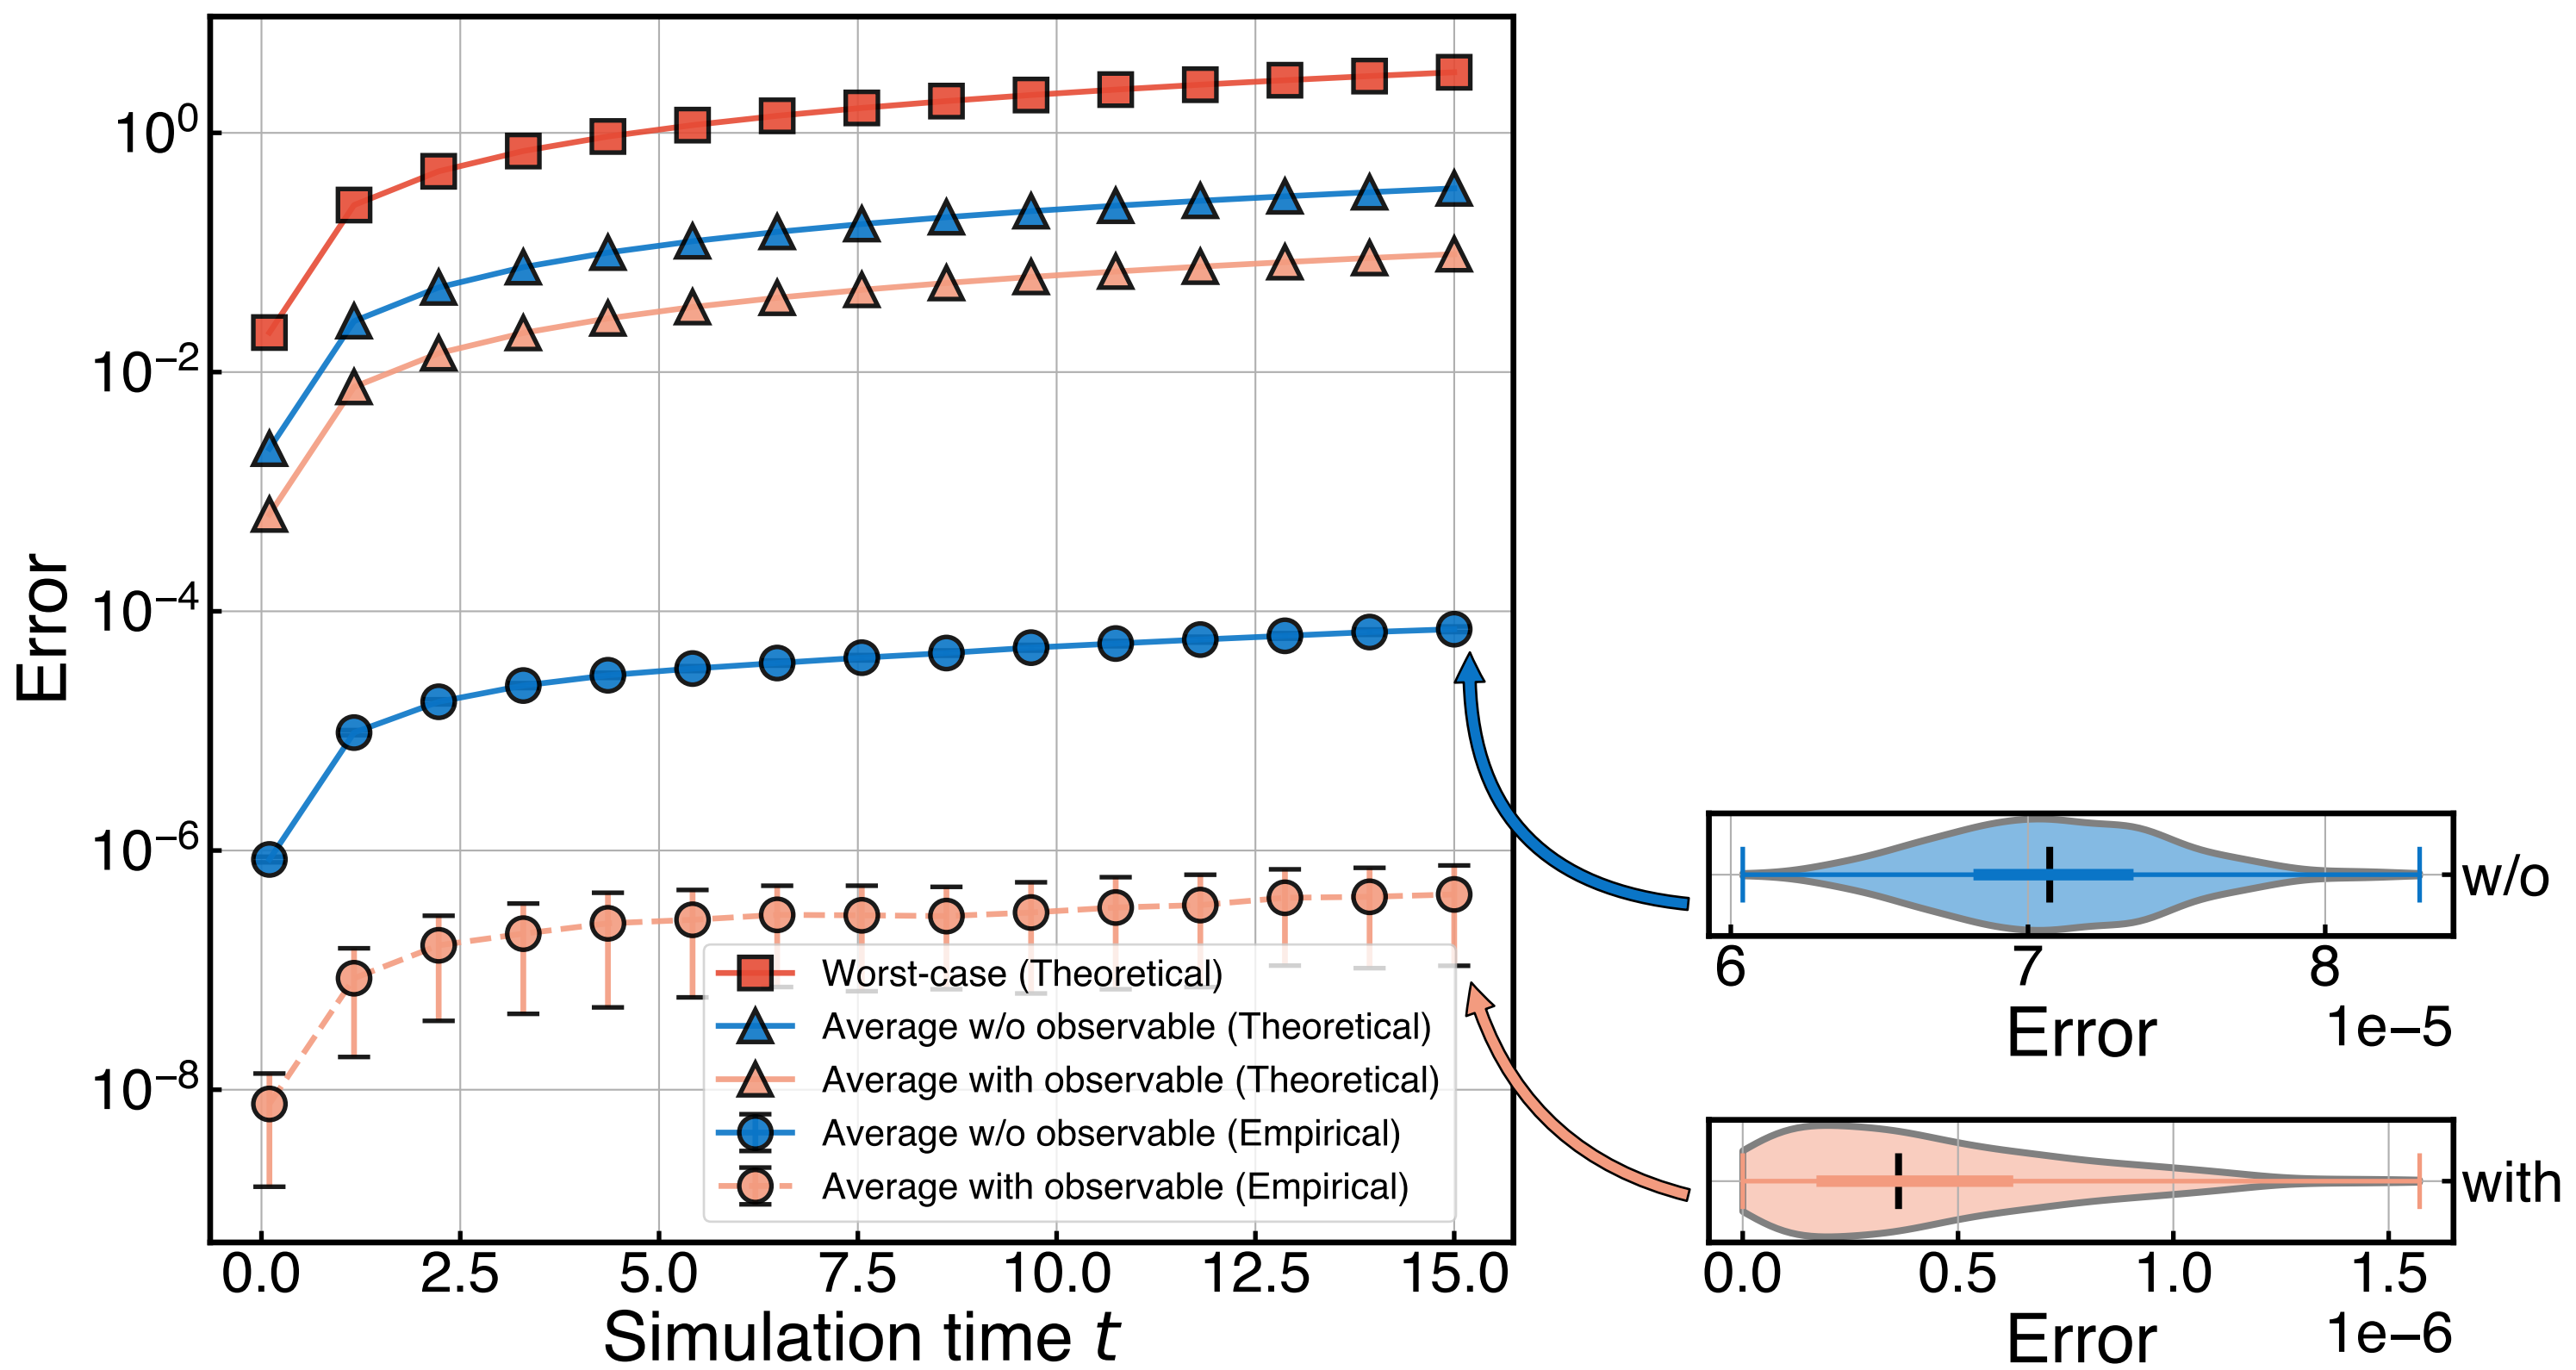 Error
10⁰
10⁻²
10⁻⁴
10⁻⁶
10⁻⁸
0.0 2.5 5.0 7.5 10.0 12.5 15.0
Simulation time t
Worst-case (Theoretical)
Average w/o observable (Theoretical)
Average with observable (Theoretical)
Average w/o observable (Empirical)
Average with observable (Empirical)
w/o
6 7 8
Error 1e−5
with
0.0 0.5 1.0 1.5
Error 1e−6